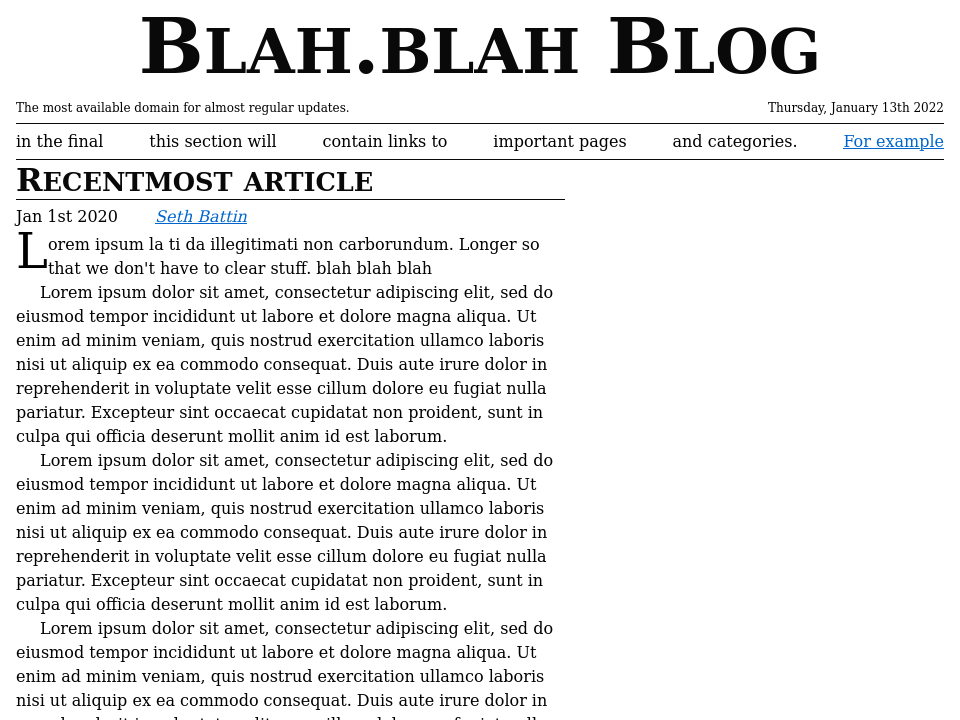 Blah.blah Blog
The most available domain for almost regular updates. Thursday, January 13th 2022
in the final this section will contain links to important pages and categories. For example
Recentmost article
Jan 1st 2020 Seth Battin
Lorem ipsum la ti da illegitimati non carborundum. Longer so
that we don't have to clear stuff. blah blah blah
Lorem ipsum dolor sit amet, consectetur adipiscing elit, sed do
eiusmod tempor incididunt ut labore et dolore magna aliqua. Ut
enim ad minim veniam, quis nostrud exercitation ullamco laboris
nisi ut aliquip ex ea commodo consequat. Duis aute irure dolor in
reprehenderit in voluptate velit esse cillum dolore eu fugiat nulla
pariatur. Excepteur sint occaecat cupidatat non proident, sunt in
culpa qui officia deserunt mollit anim id est laborum.
Lorem ipsum dolor sit amet, consectetur adipiscing elit, sed do
eiusmod tempor incididunt ut labore et dolore magna aliqua. Ut
enim ad minim veniam, quis nostrud exercitation ullamco laboris
nisi ut aliquip ex ea commodo consequat. Duis aute irure dolor in
reprehenderit in voluptate velit esse cillum dolore eu fugiat nulla
pariatur. Excepteur sint occaecat cupidatat non proident, sunt in
culpa qui officia deserunt mollit anim id est laborum.
Lorem ipsum dolor sit amet, consectetur adipiscing elit, sed do
eiusmod tempor incididunt ut labore et dolore magna aliqua. Ut
enim ad minim veniam, quis nostrud exercitation ullamco laboris
nisi ut aliquip ex ea commodo consequat. Duis aute irure dolor in